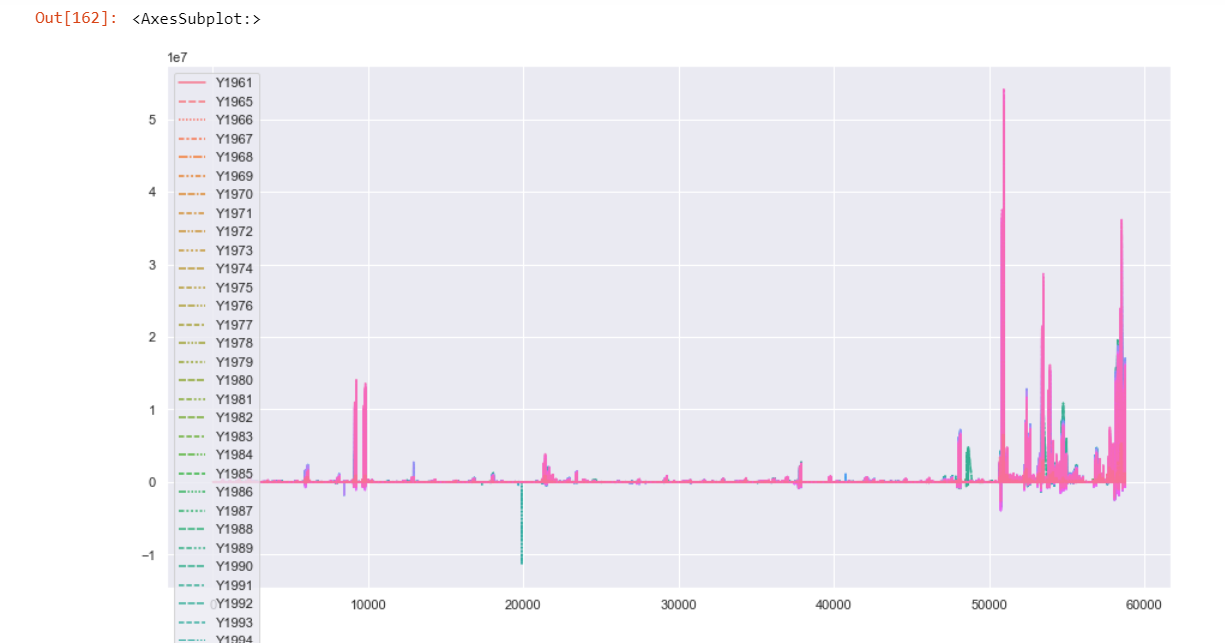 Out[162]: <AxesSubplot:>
1e7
Y1961
Y1965
Y1966
Y1967
Y1968
Y1969
Y1970
Y1971
Y1972
Y1973
Y1974
Y1975
Y1976
Y1977
Y1978
Y1979
Y1980
Y1981
Y1982
Y1983
Y1984
Y1985
Y1986
Y1987
Y1988
Y1989
Y1990
Y1991
Y1992
Y1993
Y1994
5
4
3
2
1
0
−1
0
10000
20000
30000
40000
50000
60000